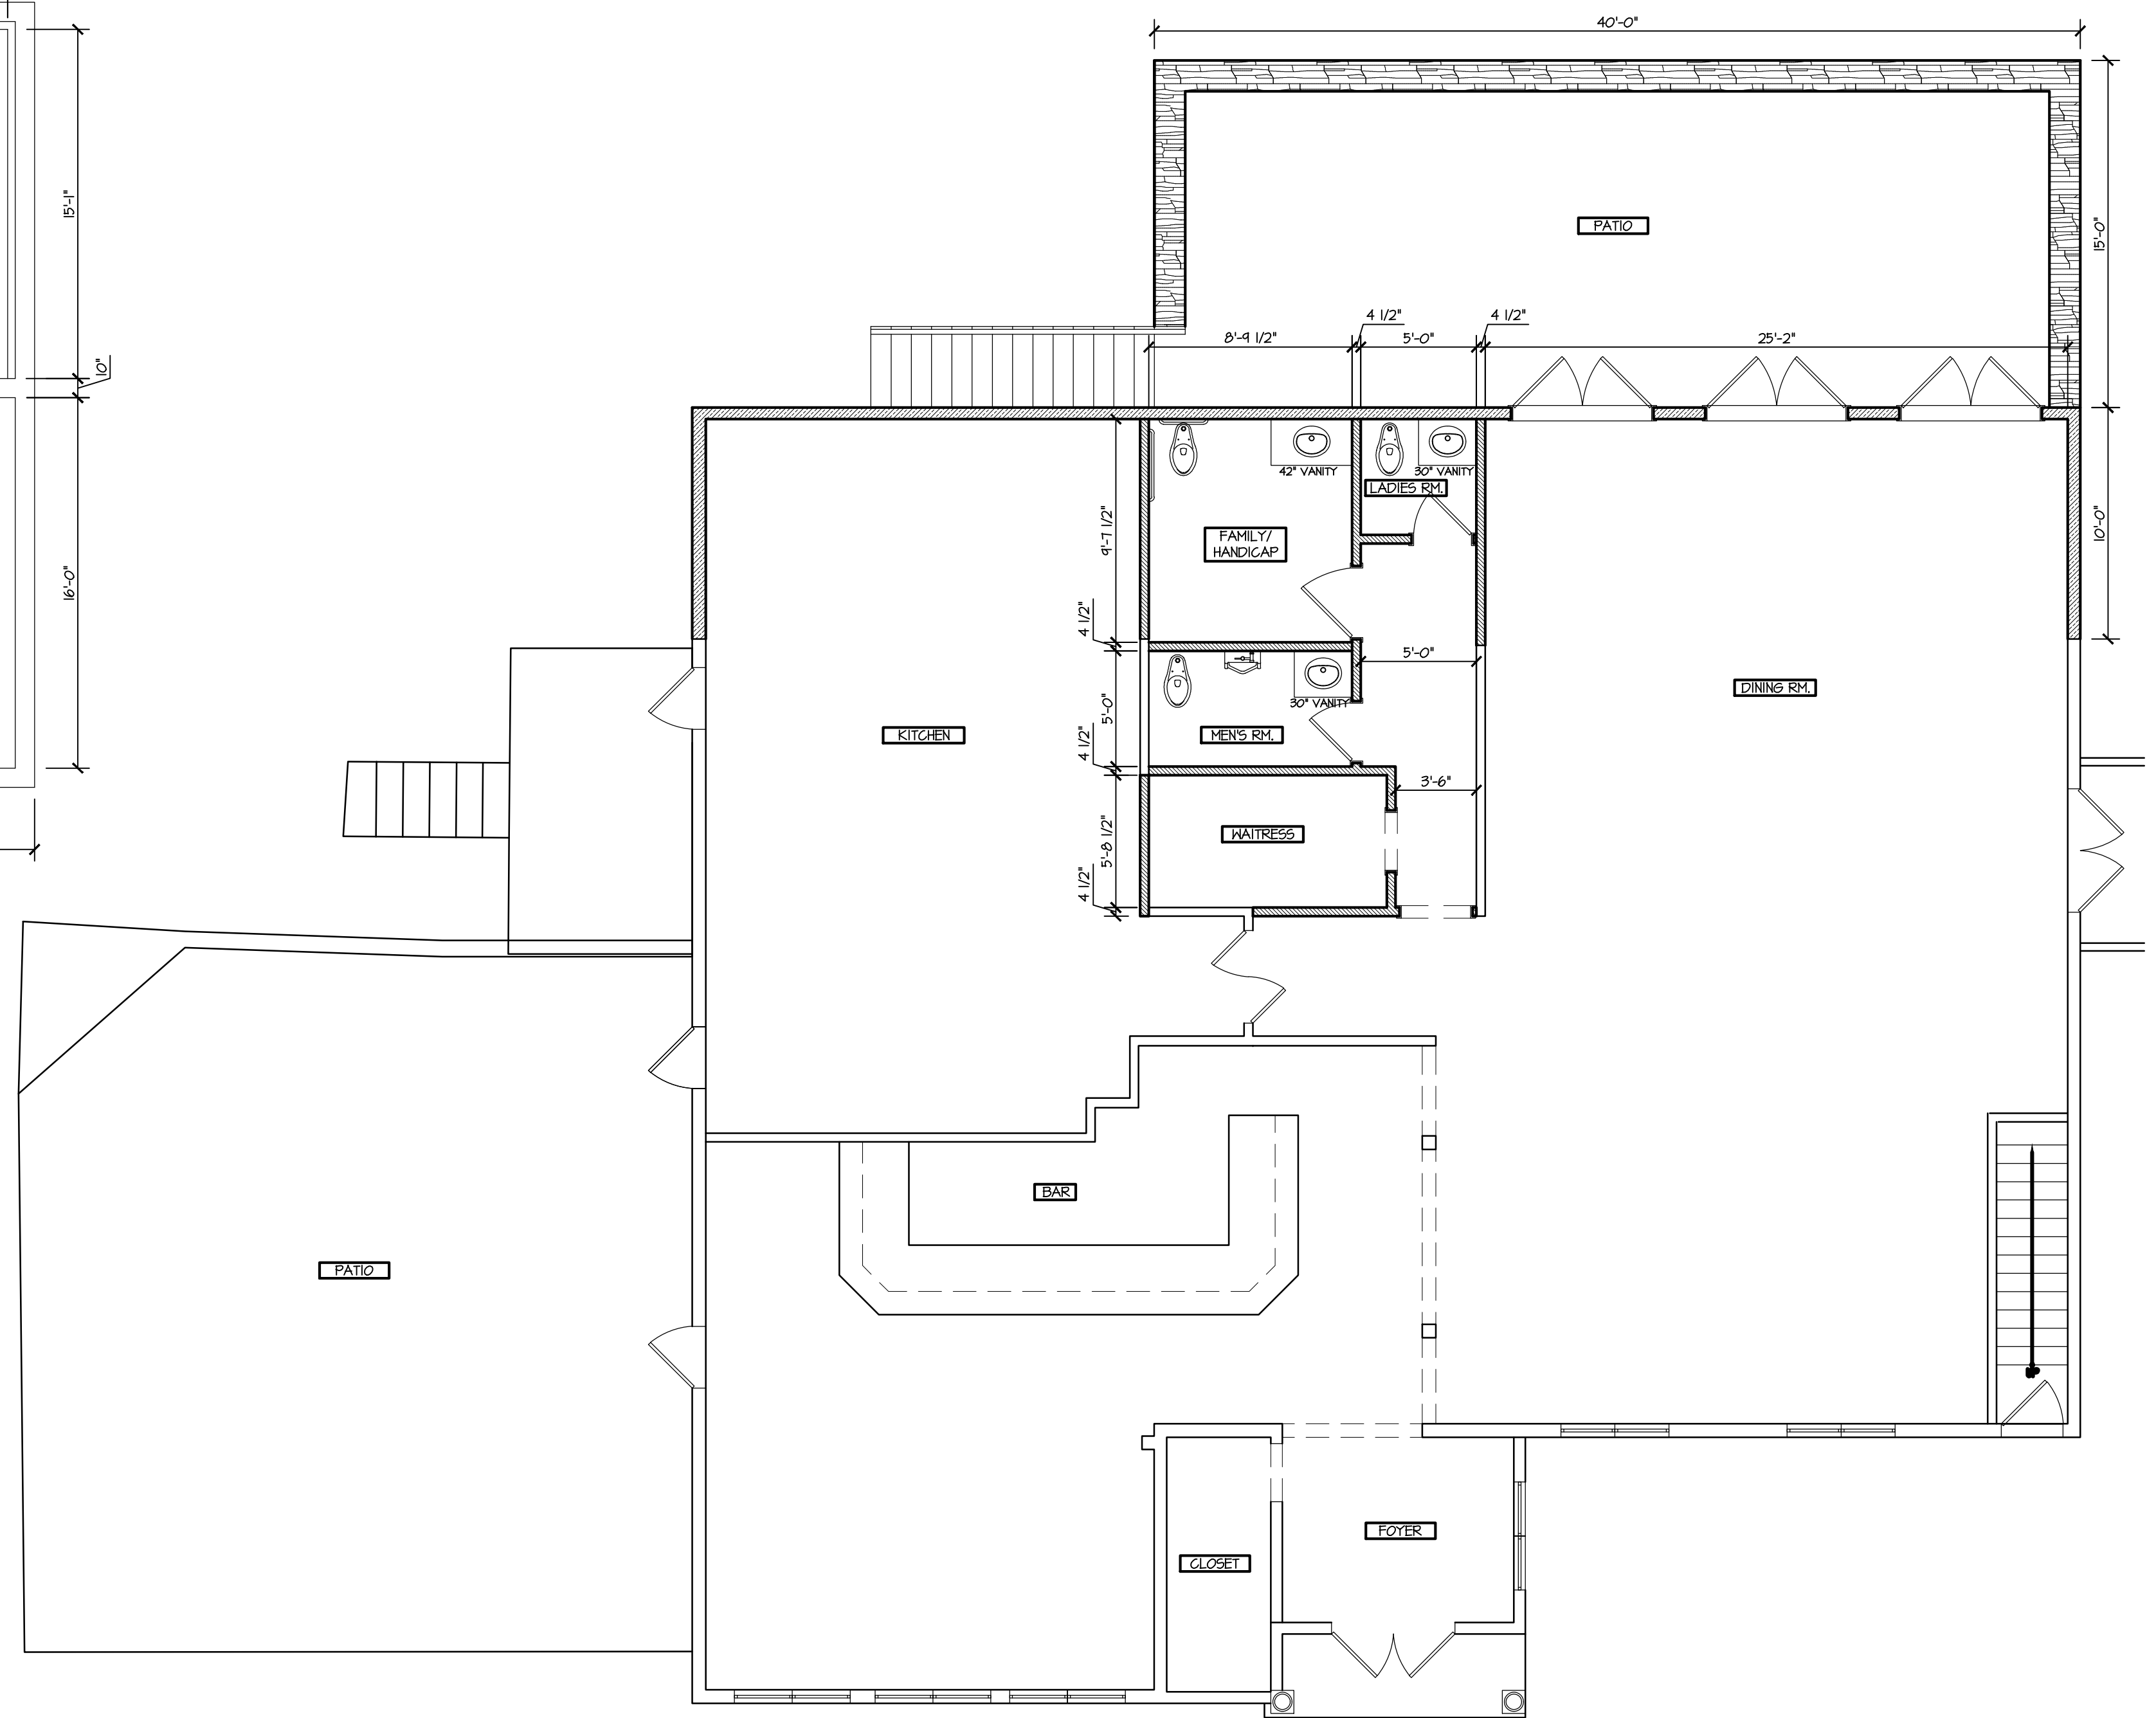 40'-0"
15'-1"
PATIO
15'-0"
4 1/2"
4 1/2"
8'-9 1/2"
5'-0"
25'-2"
10"
42" VANITY
30" VANITY
LADIES RM.
9'-7 1/2"
FAMILY/
HANDICAP
10'-0"
16'-0"
4 1/2"
5'-0"
DINING RM.
5'-0"
30" VANITY
KITCHEN
MEN'S RM.
4 1/2"
3'-6"
5'-8 1/2"
WAITRESS
4 1/2"
BAR
PATIO
FOYER
CLOSET